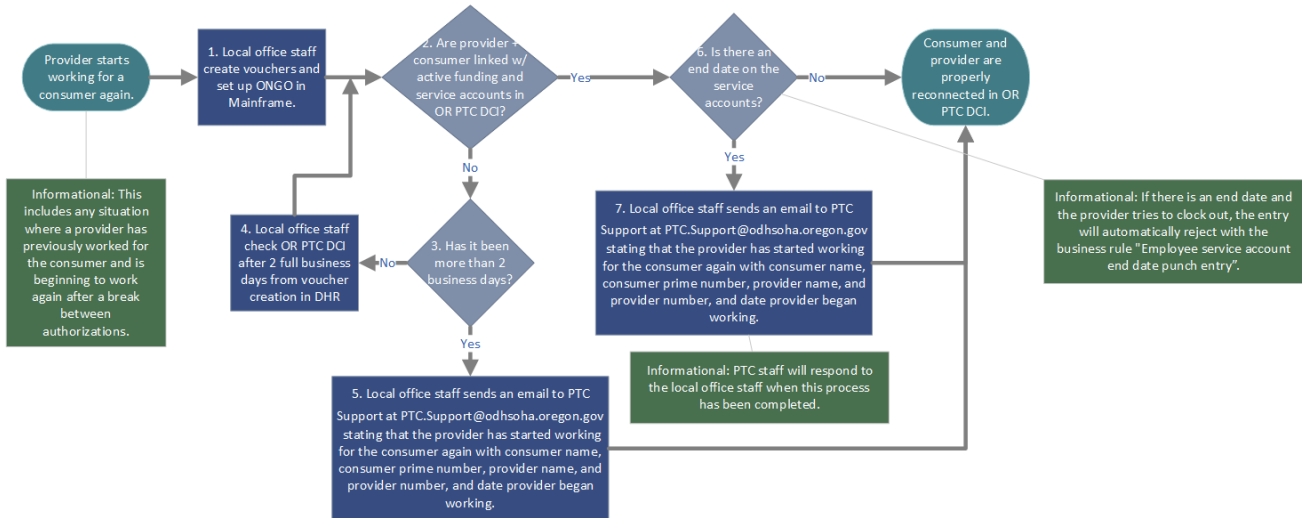 Provider starts
working for a
consumer again.
1. Local office staff
create vouchers and
set up ONGO in
Mainframe.
2. Are provider +
consumer linked w/
active funding and
service accounts in
OR PTC DCI?
Yes
6. Is there an
end date on the
service
accounts?
No
Consumer and
provider are
properly
reconnected in OR
PTC DCI.
No
Yes
Informational: This
includes any situation
where a provider has
previously worked for
the consumer and is
beginning to work
again after a break
between
authorizations.
4. Local office staff
check OR PTC DCI
after 2 full business
days from voucher
creation in DHR
No
3. Has it been
more than 2
business days?
Yes
7. Local office staff sends an email to PTC
Support at PTC.Support@odhsoha.oregon.gov
stating that the provider has started working
for the consumer again with consumer name,
consumer prime number, provider name, and
provider number, and date provider began
working.
Informational: If there is an end date and
the provider tries to clock out, the entry
will automatically reject with the
business rule "Employee service account
end date punch entry”.
Informational: PTC staff will respond to
the local office staff when this process
has been completed.
5. Local office staff sends an email to PTC
Support at PTC.Support@odhsoha.oregon.gov
stating that the provider has started working
for the consumer again with consumer name,
consumer prime number, provider name, and
provider number, and date provider began
working.